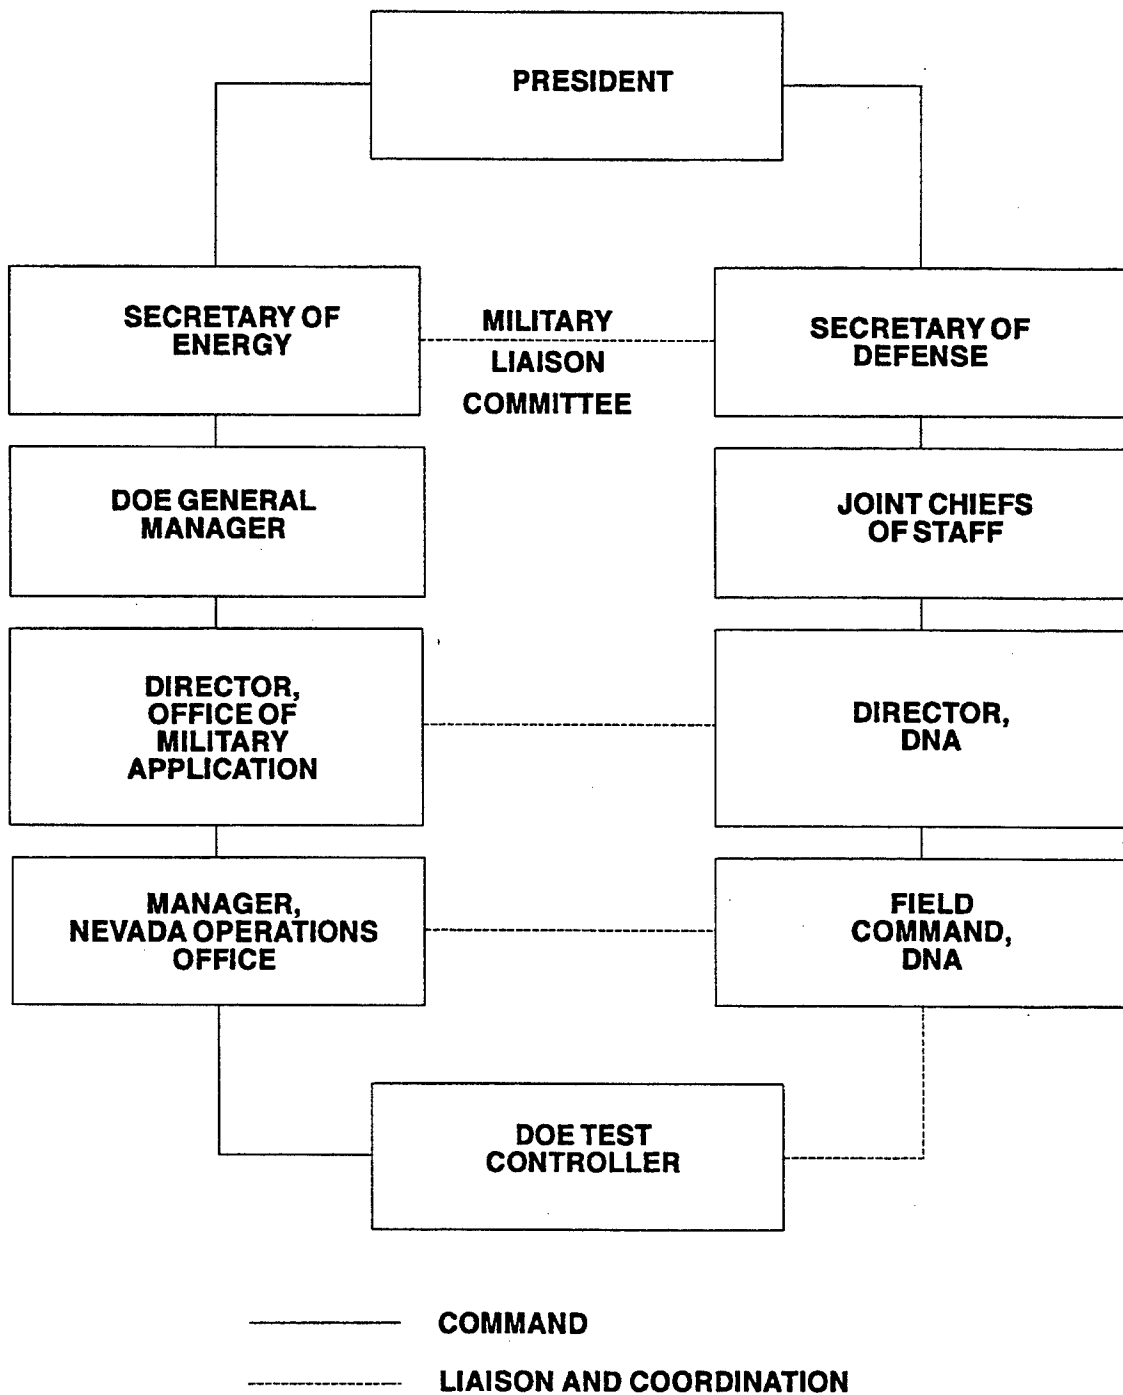 PRESIDENT
SECRETARY OF
ENERGY
MILITARY
LIAISON
COMMITTEE
SECRETARY OF
DEFENSE
DOE GENERAL
MANAGER
JOINT CHIEFS
OF STAFF
DIRECTOR,
OFFICE OF
MILITARY
APPLICATION
DIRECTOR,
DNA
MANAGER,
NEVADA OPERATIONS
OFFICE
FIELD
COMMAND,
DNA
DOE TEST
CONTROLLER
COMMAND
LIAISON AND COORDINATION